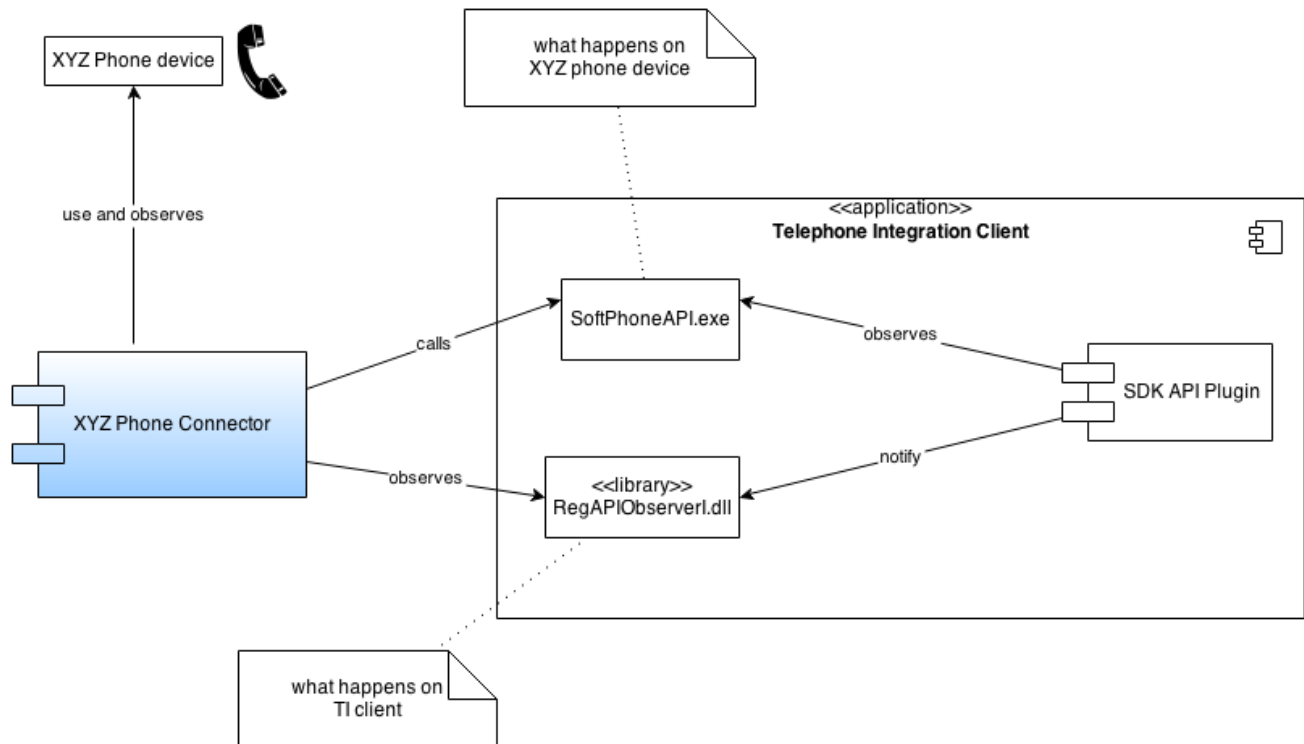 what happens on
XYZ phone device
XYZ Phone device
use and observes
<<application>>
Telephone Integration Client
SoftPhoneAPI.exe
observes
calls
SDK API Plugin
XYZ Phone Connector
notify
observes
<<library>>
RegAPIObserverI.dll
what happens on
TI client